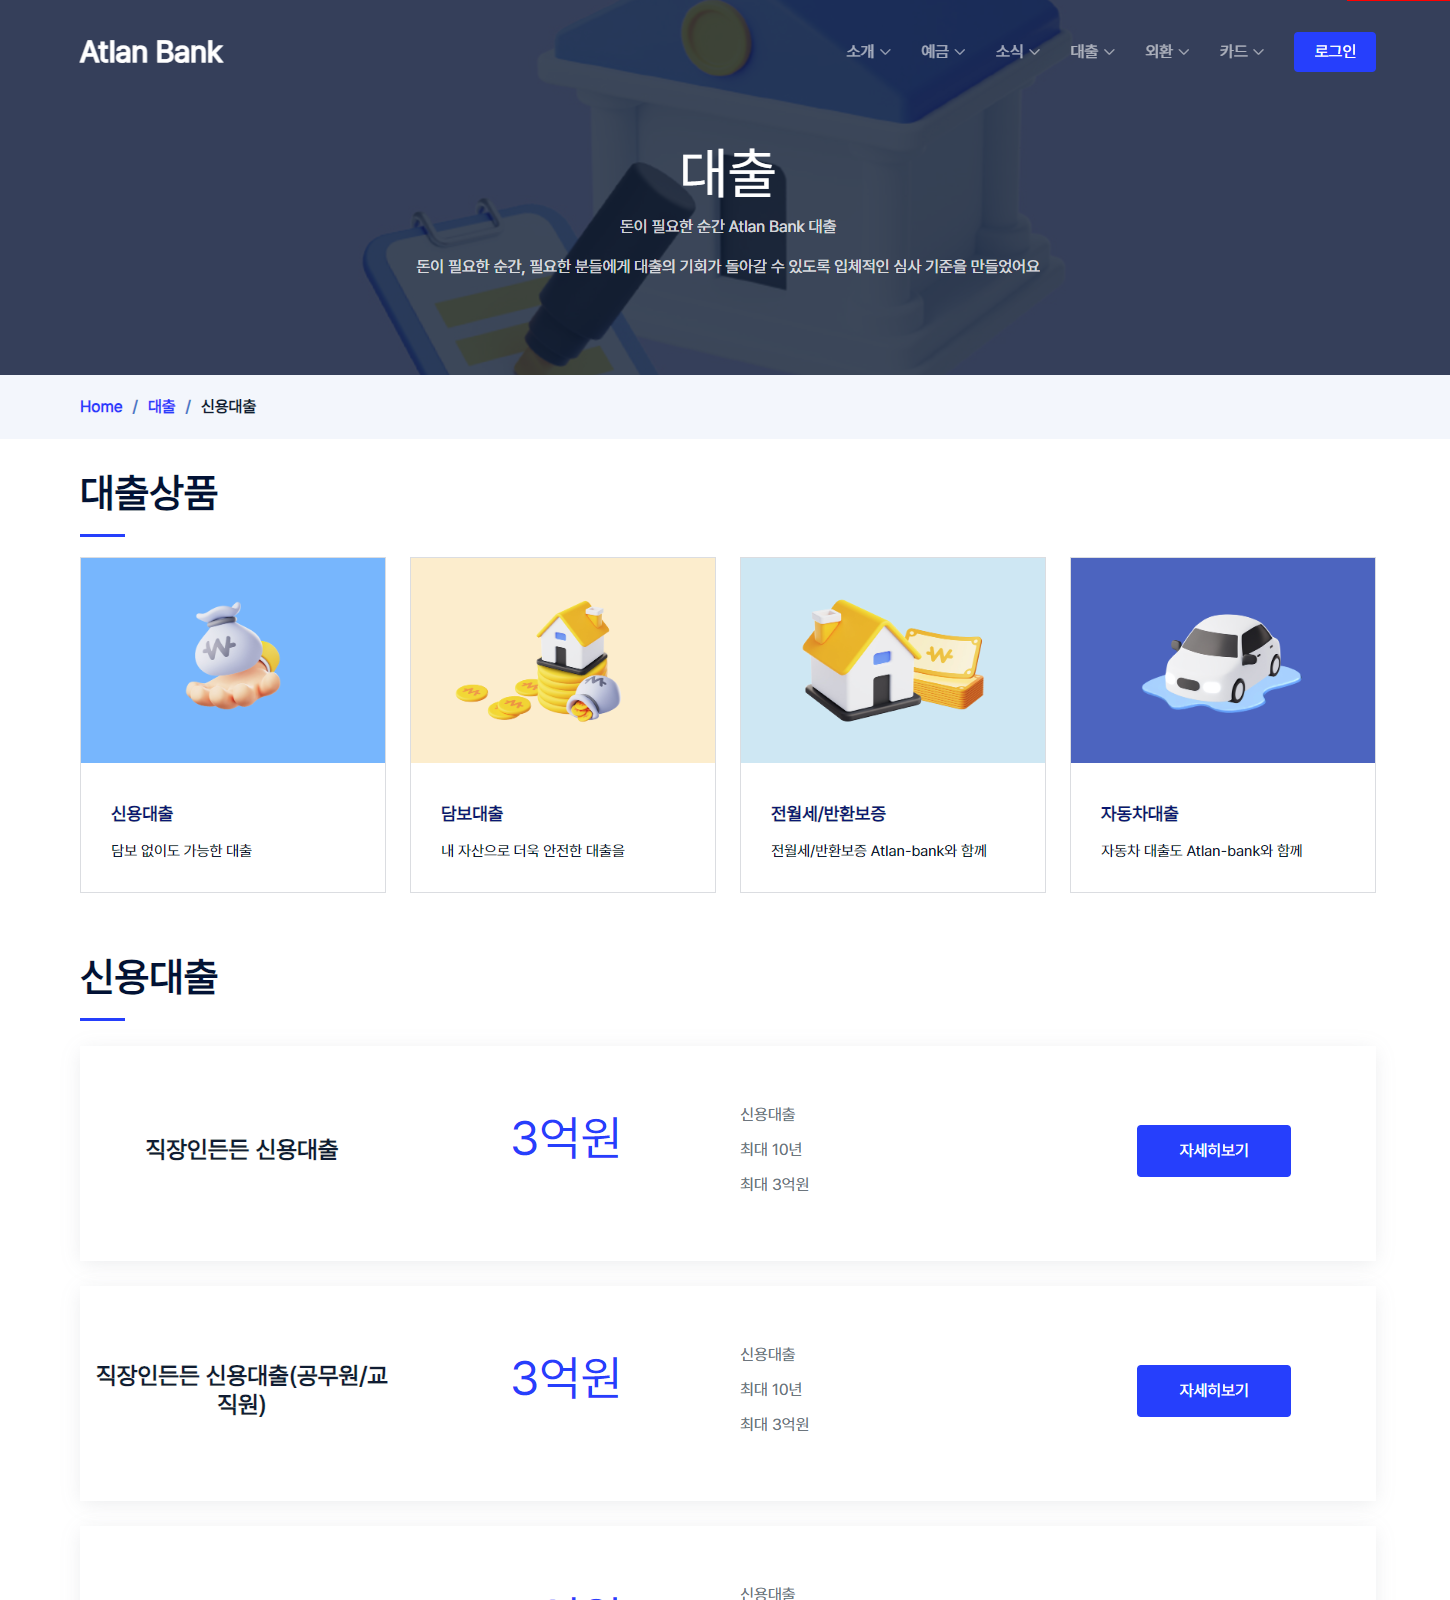 Atlan Bank
소개 예금 소식 대출 외환 카드 로그인
대출
돈이 필요한 순간 Atlan Bank 대출
돈이 필요한 순간, 필요한 분들에게 대출의 기회가 돌아갈 수 있도록 입체적인 심사 기준을 만들었어요
Home / 대출 / 신용대출
대출상품
신용대출
담보 없이도 가능한 대출
담보대출
내 자산으로 더욱 안전한 대출을
전월세/반환보증
전월세/반환보증 Atlan-bank와 함께
자동차대출
자동차 대출도 Atlan-bank와 함께
신용대출
직장인든든 신용대출
3억원
신용대출
최대 10년
최대 3억원
자세히보기
직장인든든 신용대출(공무원/교
직원)
3억원
신용대출
최대 10년
최대 3억원
자세히보기
신용대출